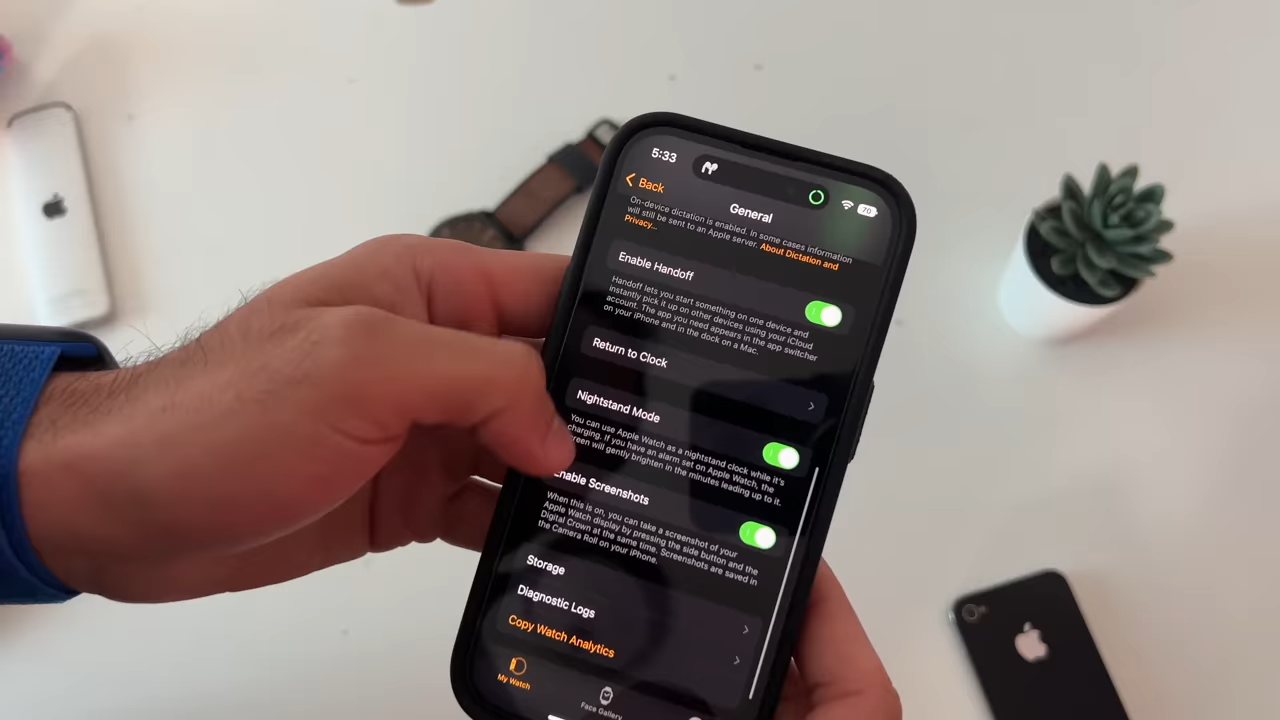 5:33
70
Back
General
On-device dictation is enabled. In some cases information
will still be sent to an Apple server. About Dictation and
Privacy...
Enable Handoff
Handoff lets you start something on one device and
instantly pick it up on other devices using your iCloud
account. The app you need appears in the app switcher
on your iPhone and in the dock on a Mac.
Return to Clock
Nightstand Mode
You can use Apple Watch as a nightstand clock while it's
charging. If you have an alarm set on Apple Watch, the
screen will gently brighten in the minutes leading up to it.
Enable Screenshots
When this is on, you can take a screenshot of your
Apple Watch display by pressing the side button and the
Digital Crown at the same time. Screenshots are saved in
the Camera Roll on your iPhone.
Storage
Diagnostic Logs
Copy Watch Analytics
My Watch
Face Gallery